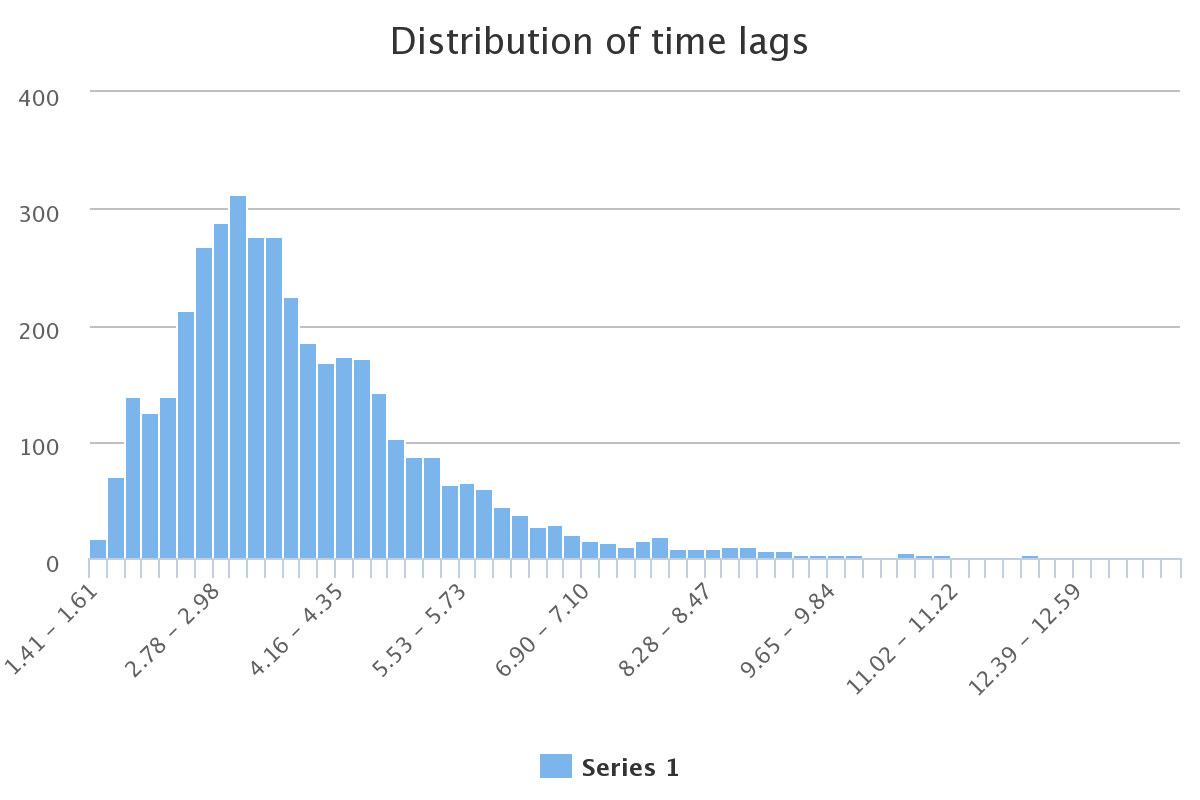 Distribution of time lags
400
300
200
100
0
1.41 – 1.61
2.78 – 2.98
4.16 – 4.35
5.53 – 5.73
6.90 – 7.10
8.28 – 8.47
9.65 – 9.84
11.02 – 11.22
12.39 – 12.59
Series 1